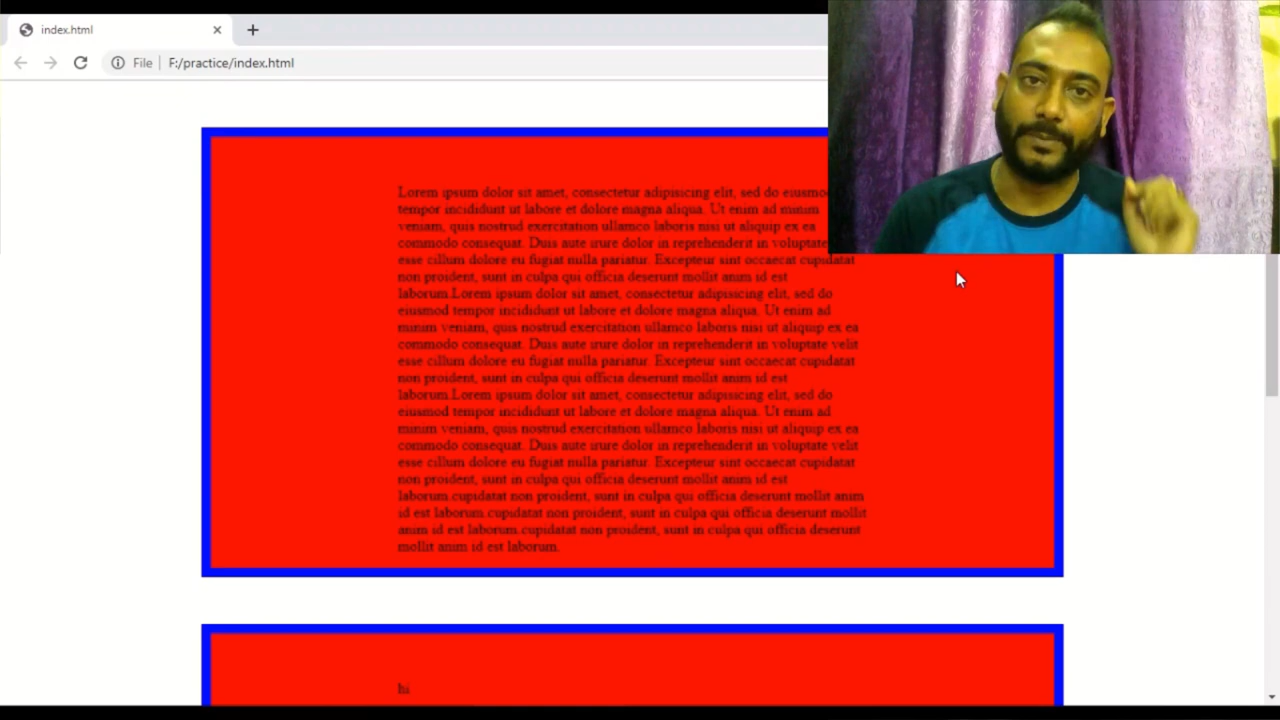 index.html
File
F:/practice/index.html
Lorem ipsum dolor sit amet, consectetur adipisicing elit, sed do
tempor incididunt ut labore et dolore magna aliqua. Ut enim ad minim
veniam, quis nostrud exercitation ullamco laboris nisi ut aliquip ex ea
commodo consequat. Duis aute irure dolor in reprehenderit in voluptate
esse cillum dolore eu fugiat nulla pariatur. Excepteur sint occaecat cupidatat
non proident, sunt in culpa qui officia deserunt mollit anim id est
laborum.Lorem ipsum dolor sit amet, consectetur adipisicing elit, sed do
eiusmod tempor incididunt ut labore et dolore magna aliqua. Ut enim ad
minim veniam, quis nostrud exercitation ullamco laboris nisi ut aliquip ex ea
commodo consequat. Duis aute irure dolor in reprehenderit in voluptate velit
esse cillum dolore eu fugiat nulla pariatur. Excepteur sint occaecat cupidatat
non proident, sunt in culpa qui officia deserunt mollit anim id est
laborum.Lorem ipsum dolor sit amet, consectetur adipisicing elit, sed do
eiusmod tempor incididunt ut labore et dolore magna aliqua. Ut enim ad
minim veniam, quis nostrud exercitation ullamco laboris nisi ut aliquip ex ea
commodo consequat. Duis aute irure dolor in reprehenderit in voluptate velit
esse cillum dolore eu fugiat nulla pariatur. Excepteur sint occaecat cupidatat
non proident, sunt in culpa qui officia deserunt mollit anim id est
laborum.cupidatat non proident, sunt in culpa qui officia deserunt mollit anim
id est laborum.cupidatat non proident, sunt in culpa qui officia deserunt mollit
anim id est laborum.cupidatat non proident, sunt in culpa qui officia deserunt
mollit anim id est laborum.
hi